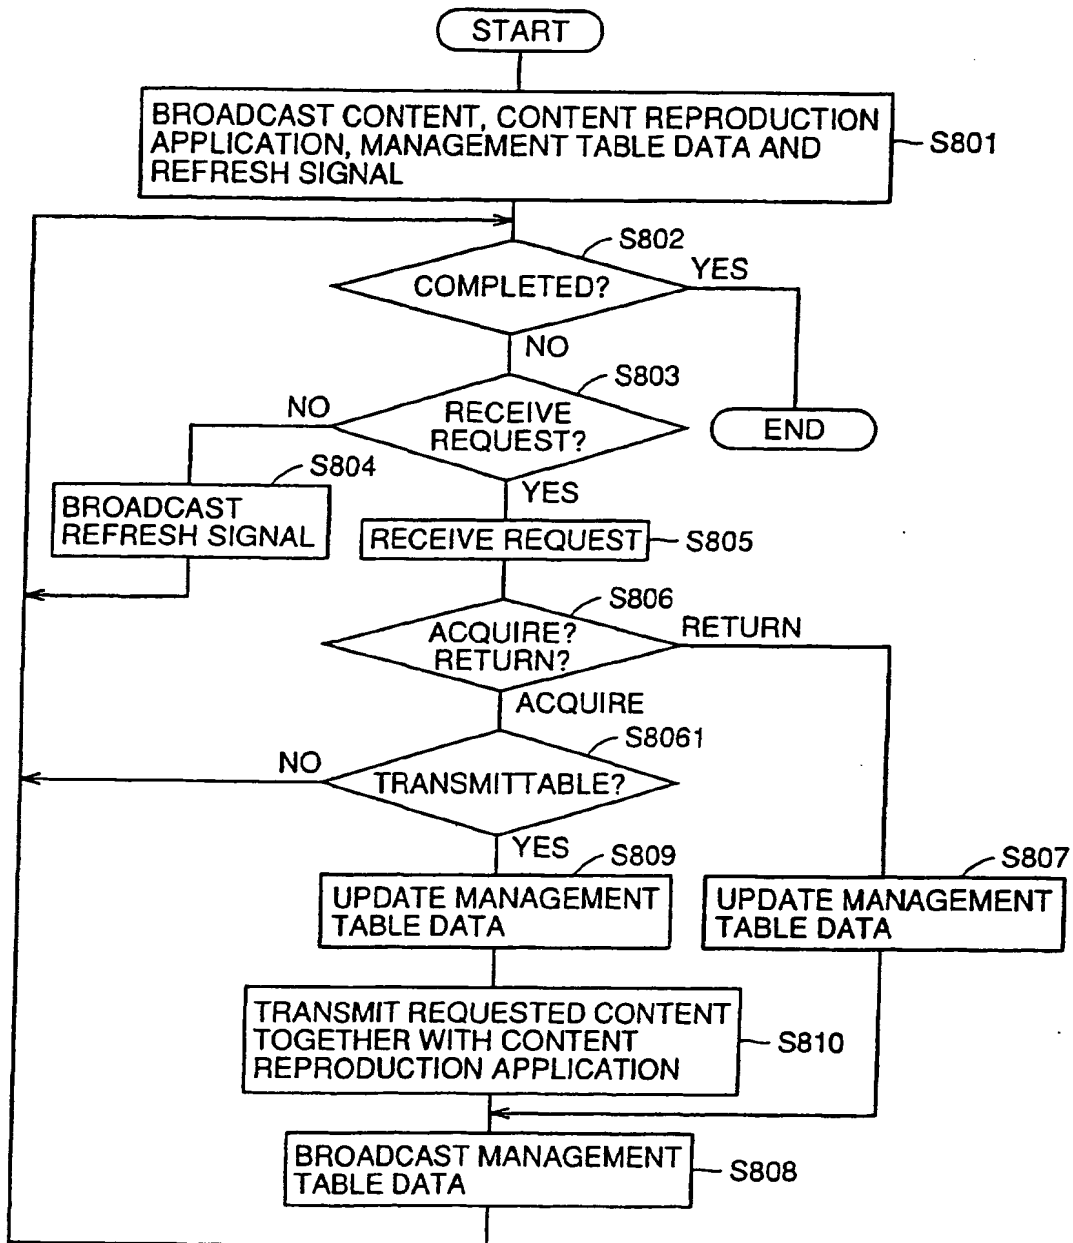 START
BROADCAST CONTENT, CONTENT REPRODUCTION
APPLICATION, MANAGEMENT TABLE DATA AND
REFRESH SIGNAL
S801
S802
COMPLETED?
YES
NO
S803
NO
RECEIVE
REQUEST?
END
S804
YES
BROADCAST
REFRESH SIGNAL
RECEIVE REQUEST
S805
S806
ACQUIRE?
RETURN?
RETURN
ACQUIRE
S8061
NO
TRANSMITTABLE?
YES
S809
S807
UPDATE MANAGEMENT
TABLE DATA
UPDATE MANAGEMENT
TABLE DATA
TRANSMIT REQUESTED CONTENT
TOGETHER WITH CONTENT
REPRODUCTION APPLICATION
S810
BROADCAST MANAGEMENT
TABLE DATA
S808